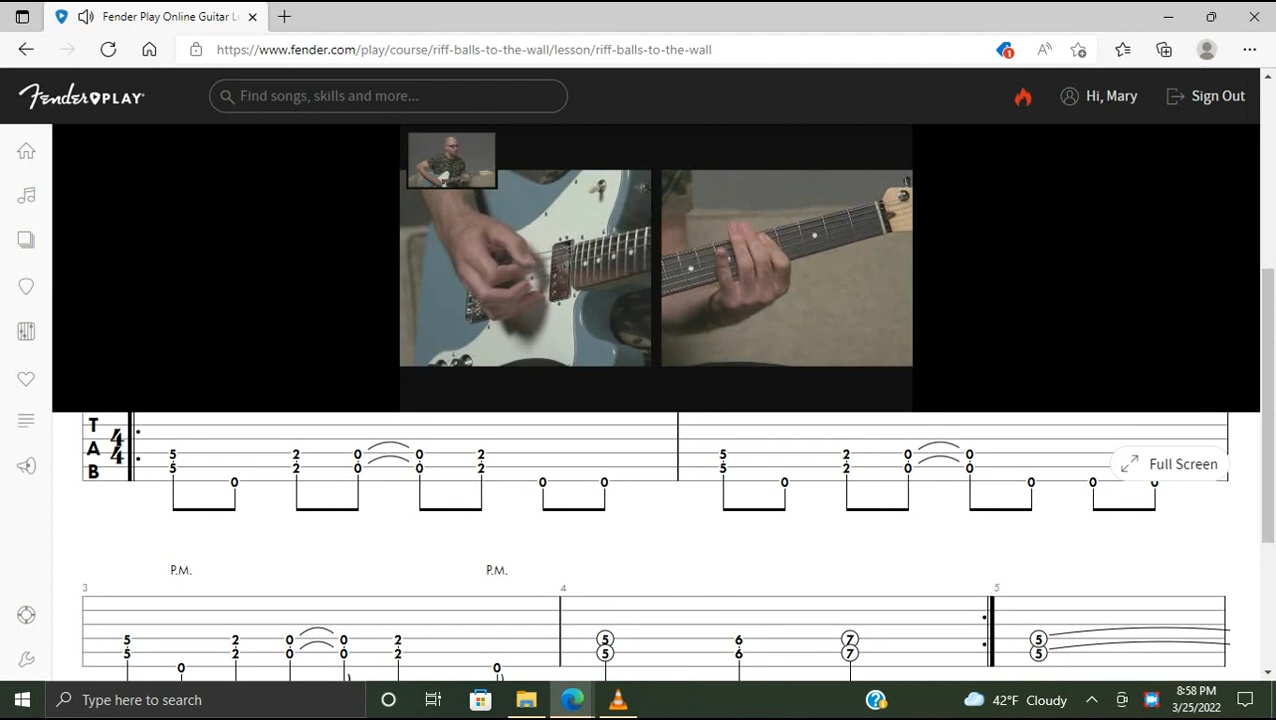 Fender Play Online Guitar Le
https://www.fender.com/play/course/riff-balls-to-the-wall/lesson/riff-balls-to-the-wall
1
Fender PLAY
Find songs, skills and more...
Hi, Mary
Sign Out
T
A
B
4
4
5 2 0 0 2 5 2 0 0
5 2 0 0 2 5 2 0 0
0 0 0 0 0 0 0
Full Screen
P.M. P.M.
3 4 5
5 2 0 0 2 5 6 7 5
5 2 0 0 2 5 6 7 5
0 0
Type here to search
42°F Cloudy
8:58 PM
3/25/2022